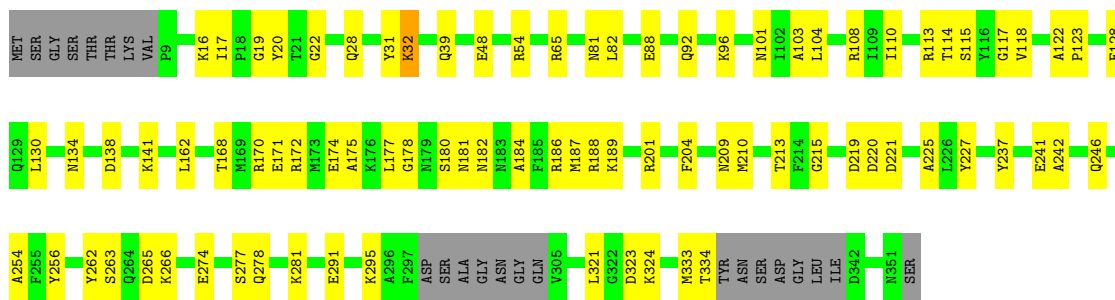 MET SER GLY SER THR THR LYS VAL P9 K16 I17 P18 G19 Y20 T21 G22 Q28 Y31 K32 Q39 E48 R54 R65 N81 L82 E88 Q92 K96 N101 I102 A103 L104 R108 I109 I110 R113 T114 S115 Y116 G117 V118 A122 P123
Q129 L130 N134 D138 K141 L162 T168 M169 R170 E171 R172 M173 E174 A175 K176 L177 G178 N179 S180 N181 N182 N183 A184 F185 R186 M187 R188 K189 R201 F204 N209 M210 T213 F214 G215 D219 D220 D221 A225 L226 Y227 Y237 E241 A242 Q246
A254 F255 Y256 Y262 S263 Q264 D265 K266 E274 S277 Q278 K281 E291 K295 A296 F297 ASP SER ALA GLY ASN GLY GLN V305 L321 G322 D323 K324 M333 T334 TYR ASN SER ASP GLY LEU ILE D342 N351 SER